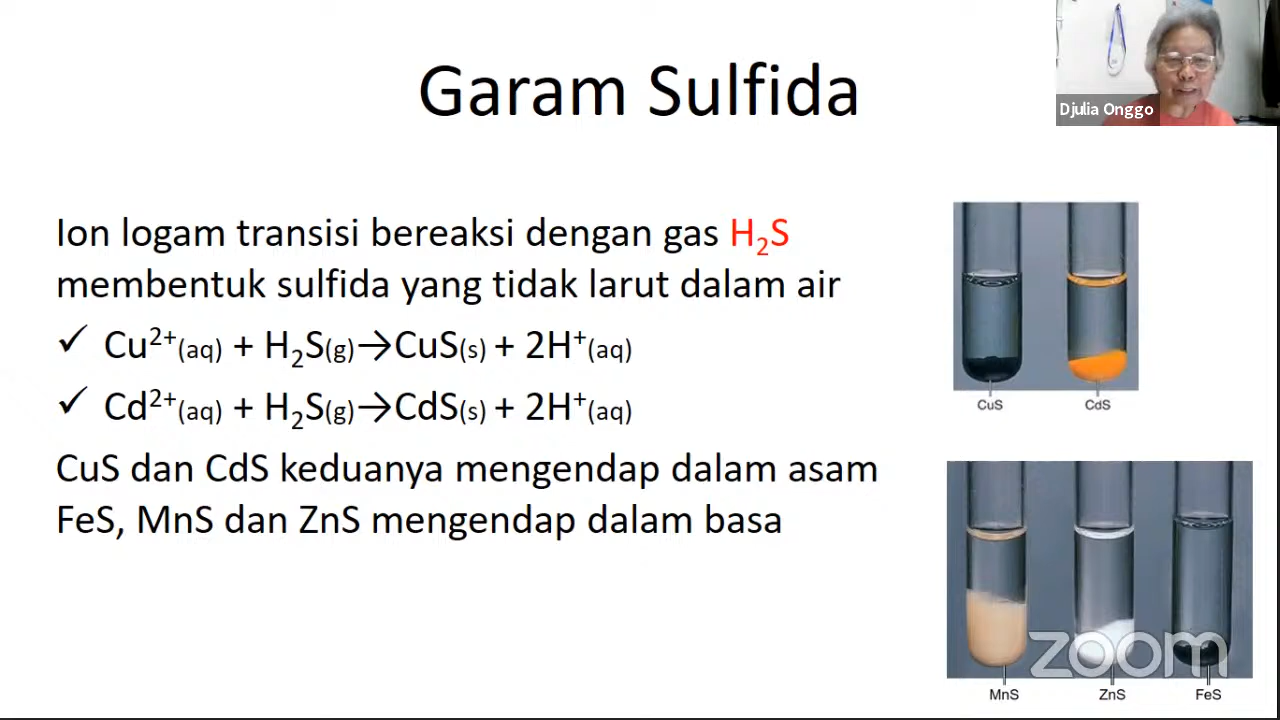 Garam Sulfida
Djulia Onggo
Ion logam transisi bereaksi dengan gas H₂S
membentuk sulfida yang tidak larut dalam air
✓ Cu²⁺(aq) + H₂S(g)→CuS(s) + 2H⁺(aq)
✓ Cd²⁺(aq) + H₂S(g)→CdS(s) + 2H⁺(aq)
CuS dan CdS keduanya mengendap dalam asam
FeS, MnS dan ZnS mengendap dalam basa
CuS CdS
zoom
MnS ZnS FeS